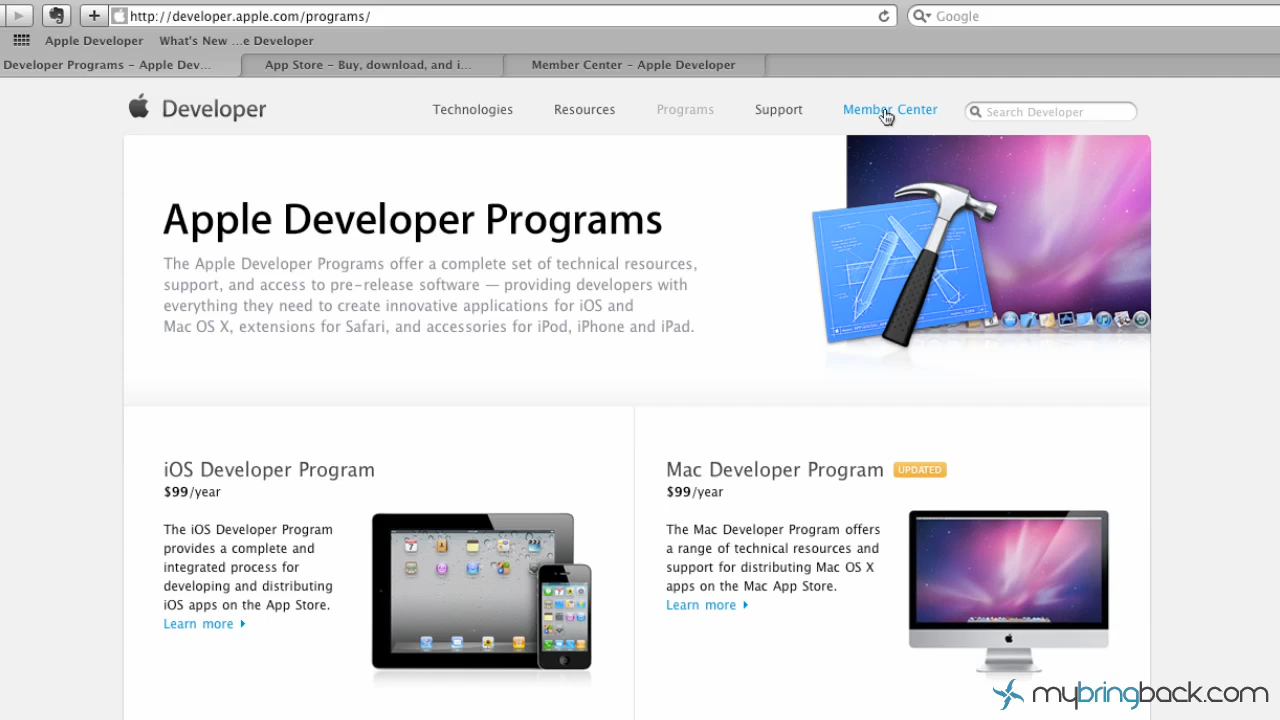 http://developer.apple.com/programs/
Google
Apple Developer What's New ...e Developer
Developer Programs – Apple Dev... App Store – Buy, download, and i... Member Center – Apple Developer
Developer Technologies Resources Programs Support Member Center Search Developer
Apple Developer Programs
The Apple Developer Programs offer a complete set of technical resources,
support, and access to pre-release software — providing developers with
everything they need to create innovative applications for iOS and
Mac OS X, extensions for Safari, and accessories for iPod, iPhone and iPad.
iOS Developer Program
$99/year
The iOS Developer Program
provides a complete and
integrated process for
developing and distributing
iOS apps on the App Store.
Learn more
Mac Developer Program UPDATED
$99/year
The Mac Developer Program offers
a range of technical resources and
support for distributing Mac OS X
apps on the Mac App Store.
Learn more
mybringback.com